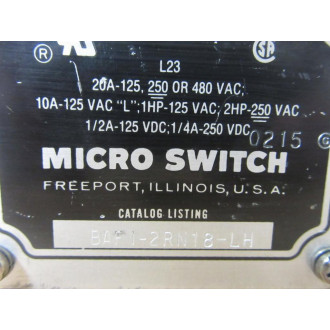 L23
20A-125, 250 OR 480 VAC
10A-125 VAC "L"; 1HP-125 VAC; 2HP-250 VAC
1/2A-125 VDC; 1/4A-250 VDC 0215
MICRO SWITCH
FREEPORT, ILLINOIS, U.S.A.
CATALOG LISTING
-2RN18-LH